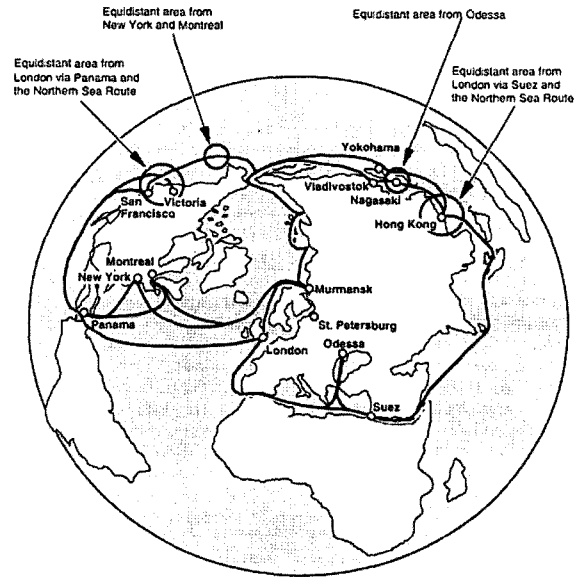 Equidistant area from
New York and Montreal
Equidistant area from Odessa
Equidistant area from
London via Panama and
the Northern Sea Route
Equidistant area from
London via Suez and
the Northern Sea Route
Yokohama
Vladivostok
Nagasaki
Hong Kong
San
Francisco
Victoria
Montreal
New York
Murmansk
Panama
St. Petersburg
London
Odessa
Suez